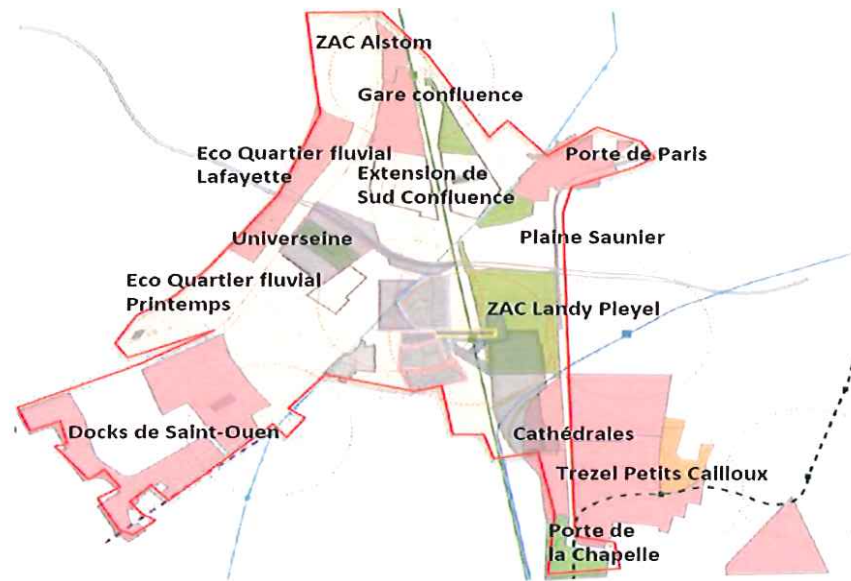 ZAC Alstom
Gare confluence
Eco Quartier fluvial
Lafayette
Extension de
Sud Confluence
Porte de Paris
Universeine
Plaine Saunier
Eco Quartier fluvial
Printemps
ZAC Landy Pleyel
Docks de Saint-Ouen
Cathédrales
Trezel Petits Cailloux
Porte de
la Chapelle